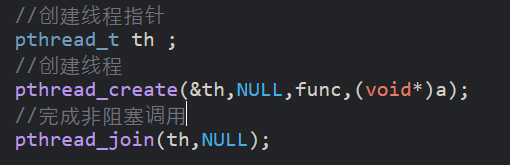 //创建线程指针
pthread_t th ;
//创建线程
pthread_create(&th,NULL,func,(void*)a);
//完成非阻塞调用
pthread_join(th,NULL);